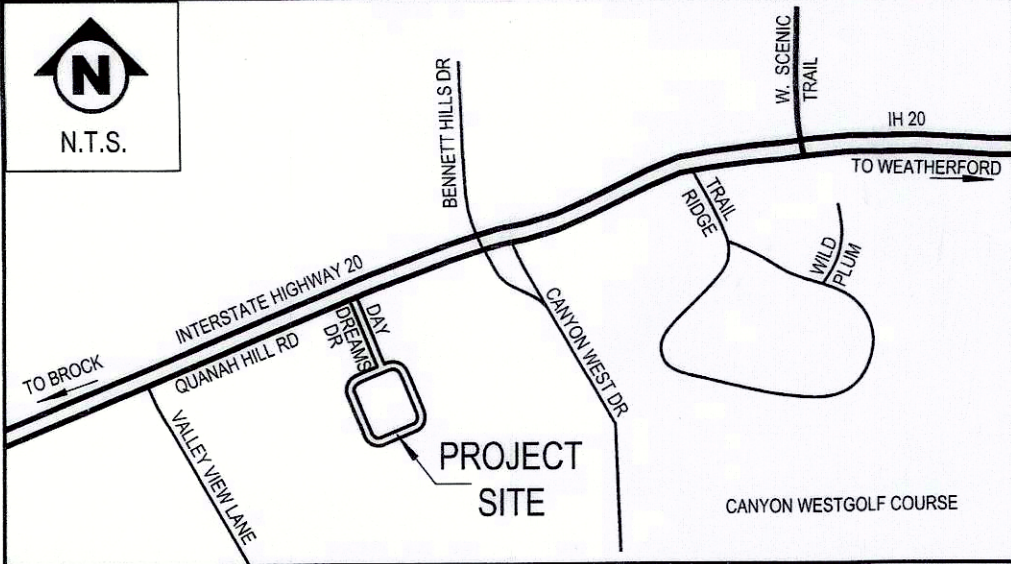 N
N.T.S.
BENNETT HILLS DR
W. SCENIC
TRAIL
IH 20
TO WEATHERFORD
TRAIL
RIDGE
WILD
PLUM
INTERSTATE HIGHWAY 20
CANYON WEST DR
DAY
DREAMS
DR
TO BROCK
QUANAH HILL RD
VALLEY VIEW LANE
PROJECT
SITE
CANYON WESTGOLF COURSE